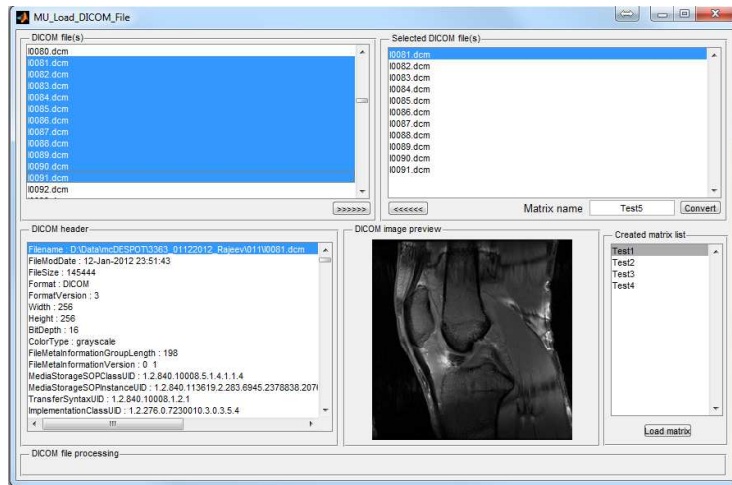 MU_Load_DICOM_File
DICOM file(s)
I0080.dcm
I0081.dcm
I0082.dcm
I0083.dcm
I0084.dcm
I0085.dcm
I0086.dcm
I0087.dcm
I0088.dcm
I0089.dcm
I0090.dcm
I0091.dcm
I0092.dcm
>>>>>>
Selected DICOM file(s)
I0081.dcm
I0082.dcm
I0083.dcm
I0084.dcm
I0085.dcm
I0086.dcm
I0087.dcm
I0088.dcm
I0089.dcm
I0090.dcm
I0091.dcm
<<<<<< Matrix name Test5 Convert
DICOM header
Filename : D:\Data\mcDESPOT\3363_01122012_Rajeev\011\I0081.dcm
FileModDate : 12-Jan-2012 23:51:43
FileSize : 145444
Format : DICOM
FormatVersion : 3
Width : 256
Height : 256
BitDepth : 16
ColorType : grayscale
FileMetaInformationGroupLength : 198
FileMetaInformationVersion : 0 1
MediaStorageSOPClassUID : 1.2.840.10008.5.1.4.1.1.4
MediaStorageSOPInstanceUID : 1.2.840.113619.2.283.6945.2378838.207
TransferSyntaxUID : 1.2.840.10008.1.2.1
ImplementationClassUID : 1.2.276.0.7230010.3.0.3.5.4
DICOM image preview
Created matrix list
Test1
Test2
Test3
Test4
Load matrix
DICOM file processing